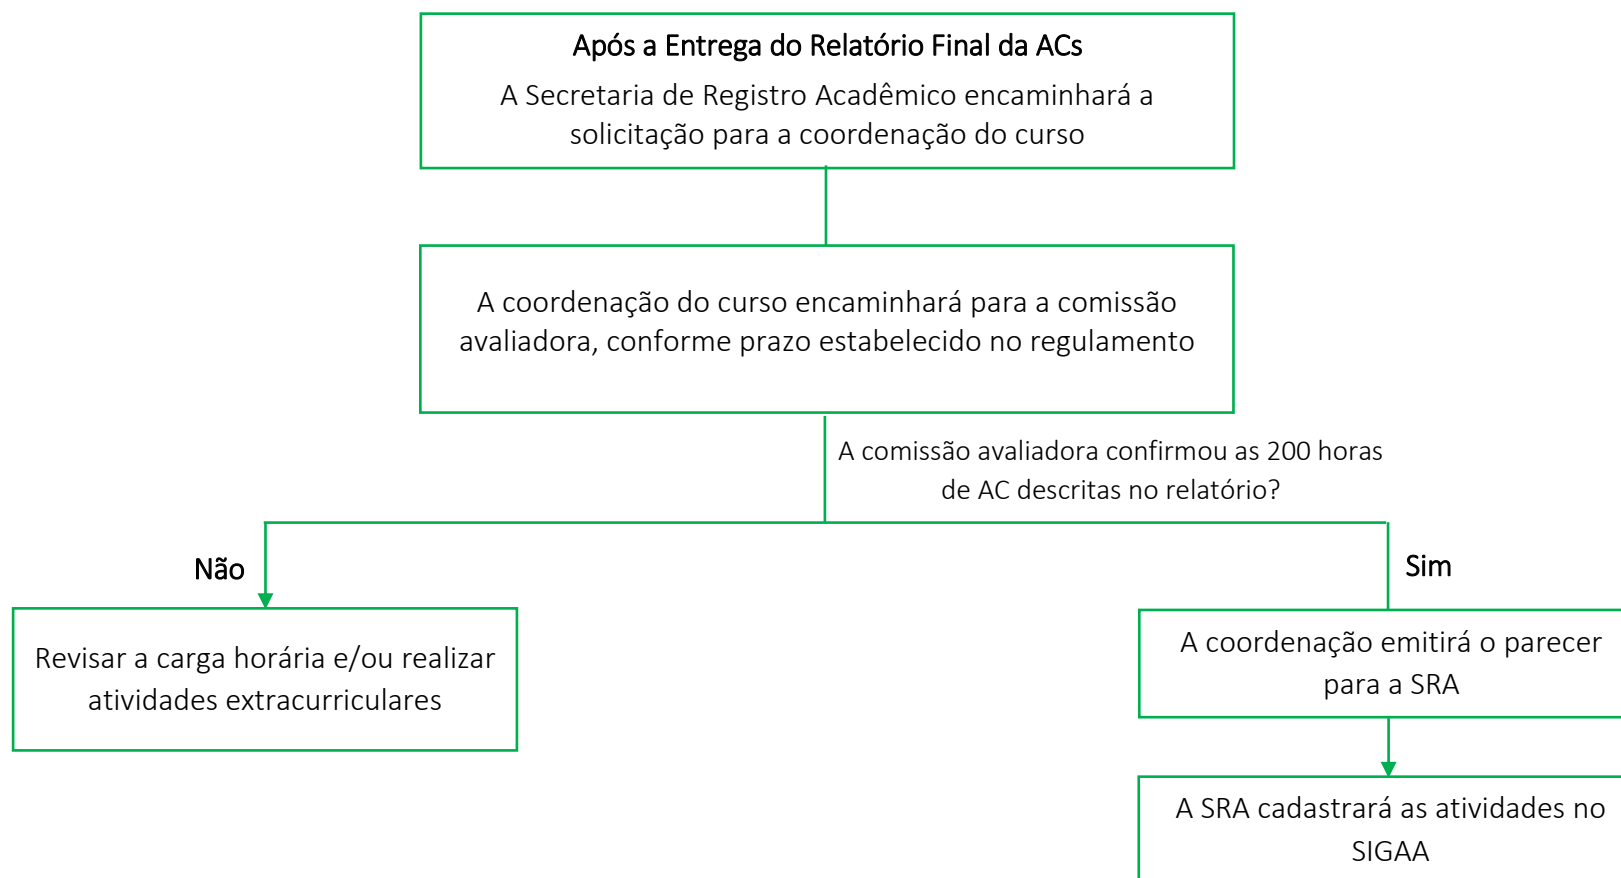 Após a Entrega do Relatório Final da ACs
A Secretaria de Registro Acadêmico encaminhará a
solicitação para a coordenação do curso
A coordenação do curso encaminhará para a comissão
avaliadora, conforme prazo estabelecido no regulamento
A comissão avaliadora confirmou as 200 horas
de AC descritas no relatório?
Não
Sim
Revisar a carga horária e/ou realizar
atividades extracurriculares
A coordenação emitirá o parecer
para a SRA
A SRA cadastrará as atividades no
SIGAA